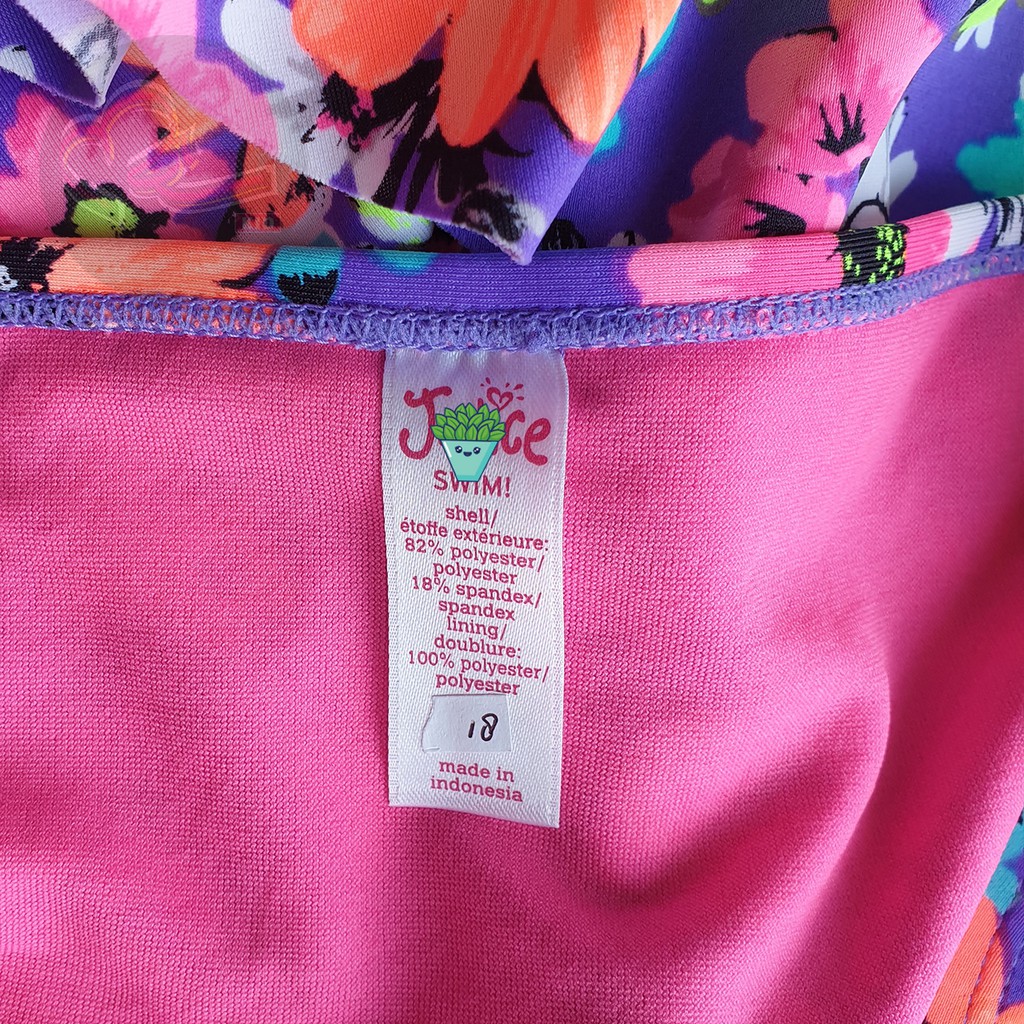 SWIM!
shell/
étoffe extérieure:
82% polyester/
polyester
18% spandex/
spandex
lining/
doublure:
100% polyester/
polyester
18
made in
indonesia